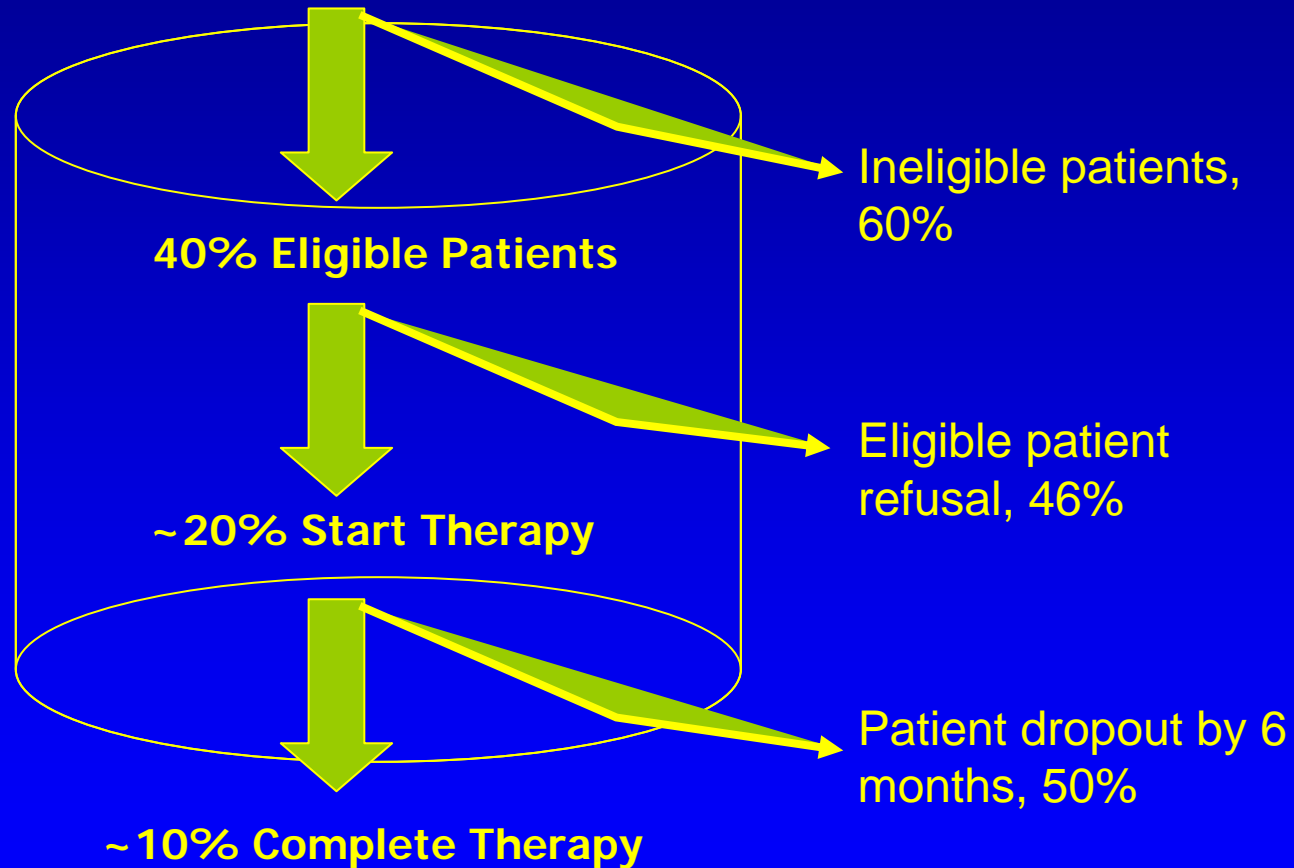 Ineligible patients,
60%
40% Eligible Patients
Eligible patient
refusal, 46%
~20% Start Therapy
Patient dropout by 6
months, 50%
~10% Complete Therapy